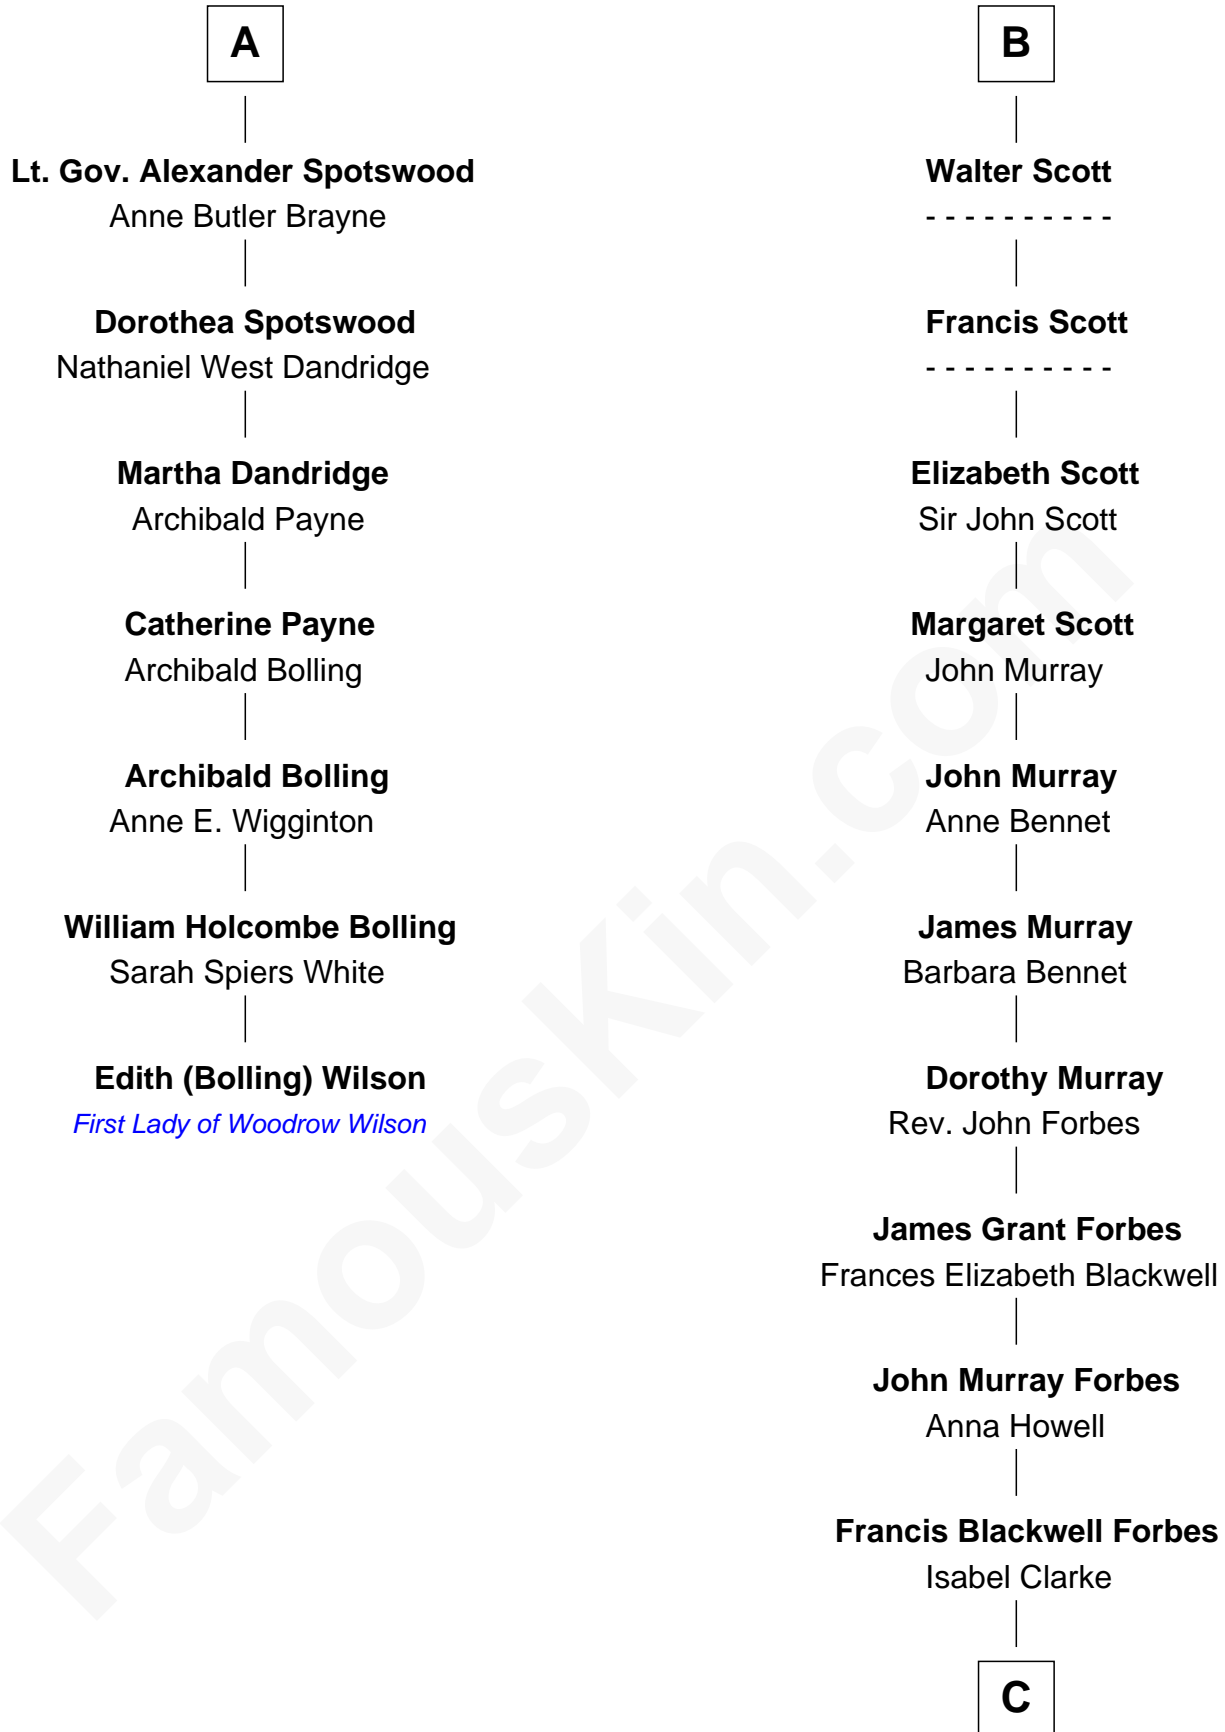 A
Lt. Gov. Alexander Spotswood
Anne Butler Brayne
Dorothea Spotswood
Nathaniel West Dandridge
Martha Dandridge
Archibald Payne
Catherine Payne
Archibald Bolling
Archibald Bolling
Anne E. Wigginton
William Holcombe Bolling
Sarah Spiers White
Edith (Bolling) Wilson
First Lady of Woodrow Wilson
B
Walter Scott
- - - - - - - - - -
Francis Scott
- - - - - - - - - -
Elizabeth Scott
Sir John Scott
Margaret Scott
John Murray
John Murray
Anne Bennet
James Murray
Barbara Bennet
Dorothy Murray
Rev. John Forbes
James Grant Forbes
Frances Elizabeth Blackwell
John Murray Forbes
Anna Howell
Francis Blackwell Forbes
Isabel Clarke
C
FamousKin.com